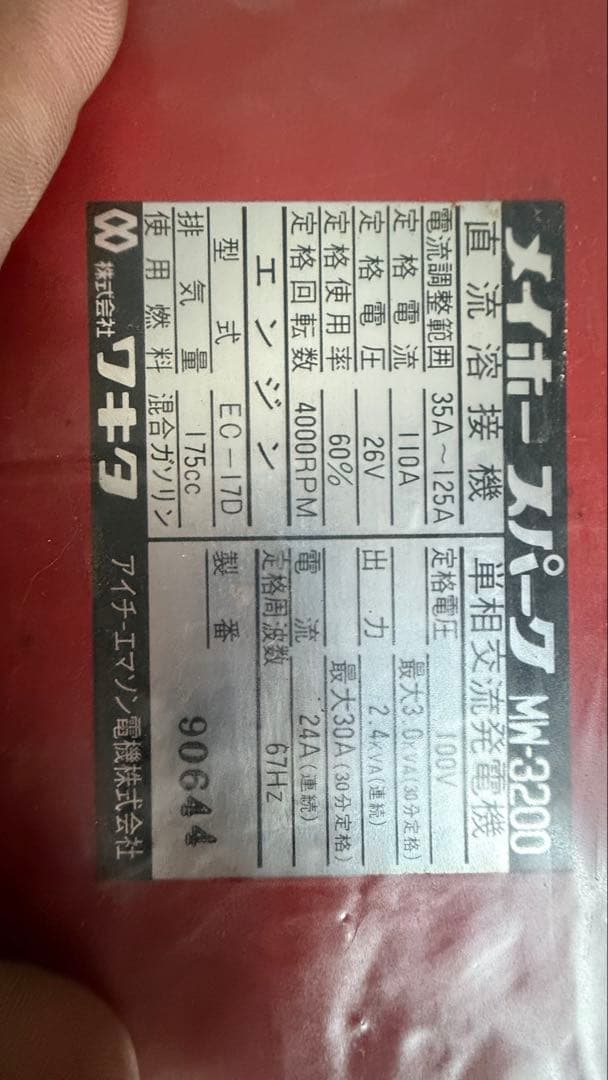 メイホースパーク MW-3200
直流溶接機
電流調整範囲 35A～125A
定格電流 110A
定格電圧 26V
定格使用率 60%
定格回転数 4000RPM
エンジン
型式 EC-17D
排気量 175cc
使用燃料 混合ガソリン
単相交流発電機
定格電圧 100V
出力 最大3.0KVA(30分定格)
2.4KVA(連続)
電流 最大30A(30分定格)
24A(連続)
定格周波数 67Hz
製番 90644
株式会社ワキタ アイチ-エマソン電機株式会社